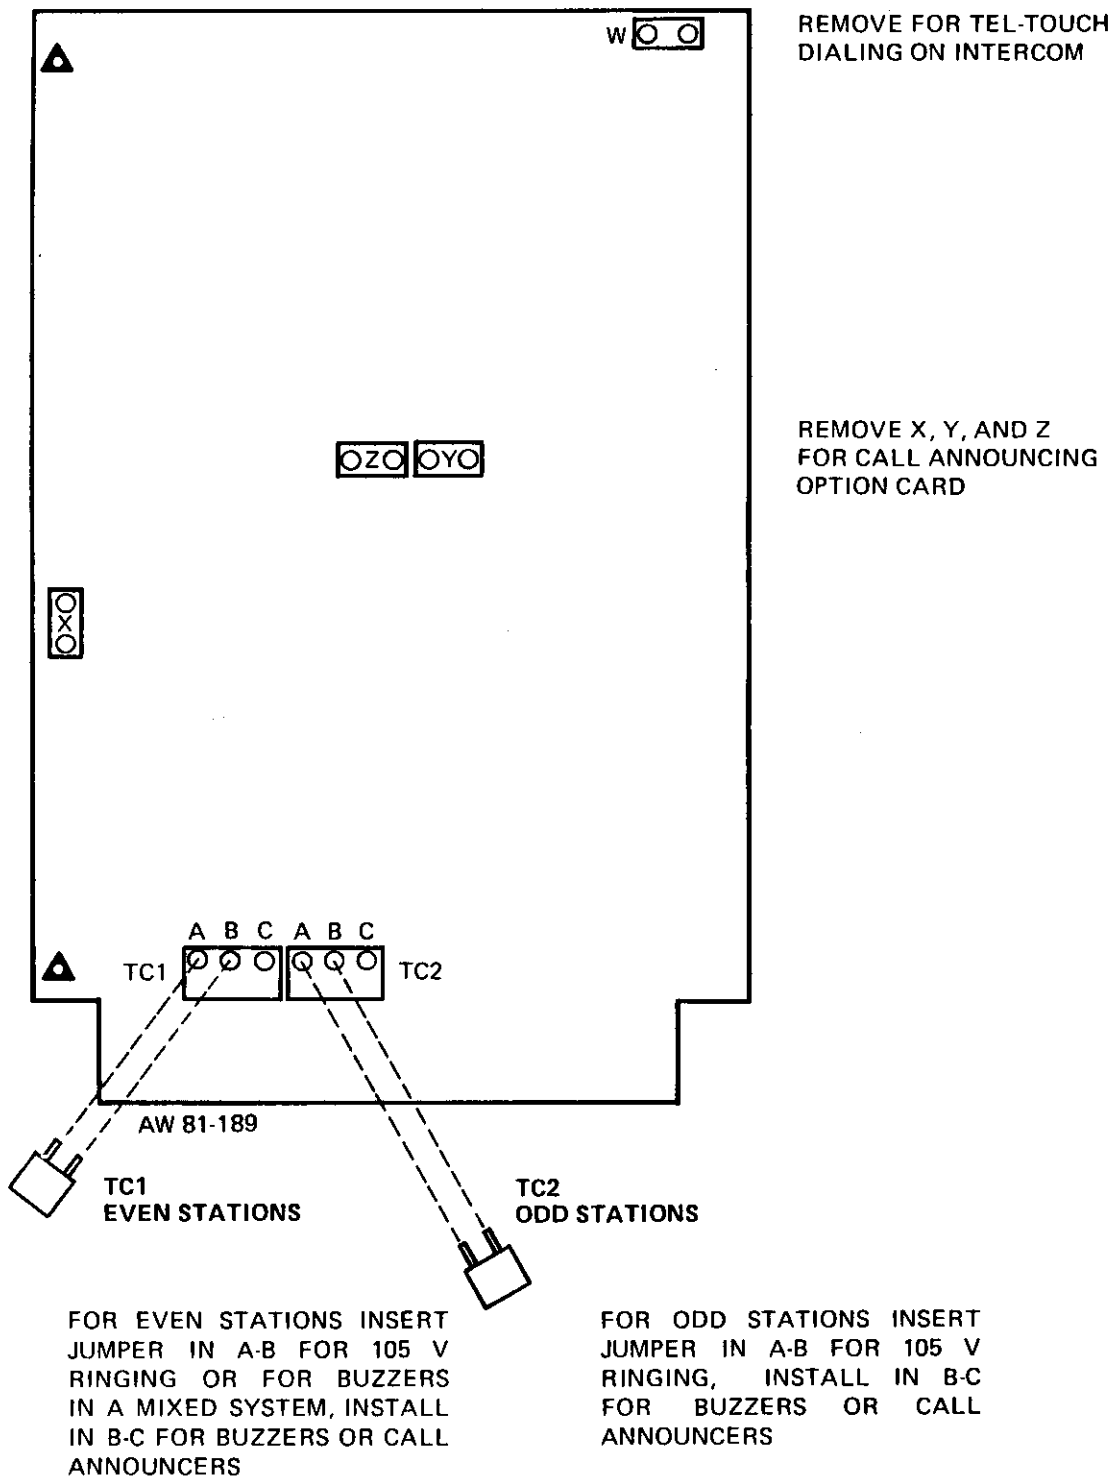 W
REMOVE FOR TEL-TOUCH
DIALING ON INTERCOM
Z Y
REMOVE X, Y, AND Z
FOR CALL ANNOUNCING
OPTION CARD
X
A B C A B C
TC1 TC2
AW 81-189
TC1
EVEN STATIONS
TC2
ODD STATIONS
FOR EVEN STATIONS INSERT
JUMPER IN A-B FOR 105 V
RINGING OR FOR BUZZERS
IN A MIXED SYSTEM, INSTALL
IN B-C FOR BUZZERS OR CALL
ANNOUNCERS
FOR ODD STATIONS INSERT
JUMPER IN A-B FOR 105 V
RINGING, INSTALL IN B-C
FOR BUZZERS OR CALL
ANNOUNCERS